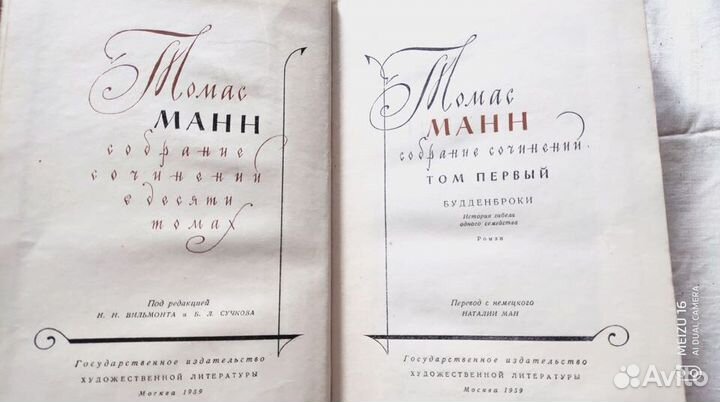 Томас
МАНН
собрание
сочинений
в десяти
томах
Под редакцией
Н. Н. ВИЛЬМОНТА и Б. Л. СУЧКОВА
Государственное издательство
ХУДОЖЕСТВЕННОЙ ЛИТЕРАТУРЫ
Москва 1959
Томас
МАНН
собрание сочинений
ТОМ ПЕРВЫЙ
БУДДЕНБРОКИ
История гибели
одного семейства
Роман
Перевод с немецкого
НАТАЛИИ МАН
Государственное издательство
ХУДОЖЕСТВЕННОЙ ЛИТЕРАТУРЫ
Москва 1959
MEIZU 16
AI DUAL CAMERA
Avito